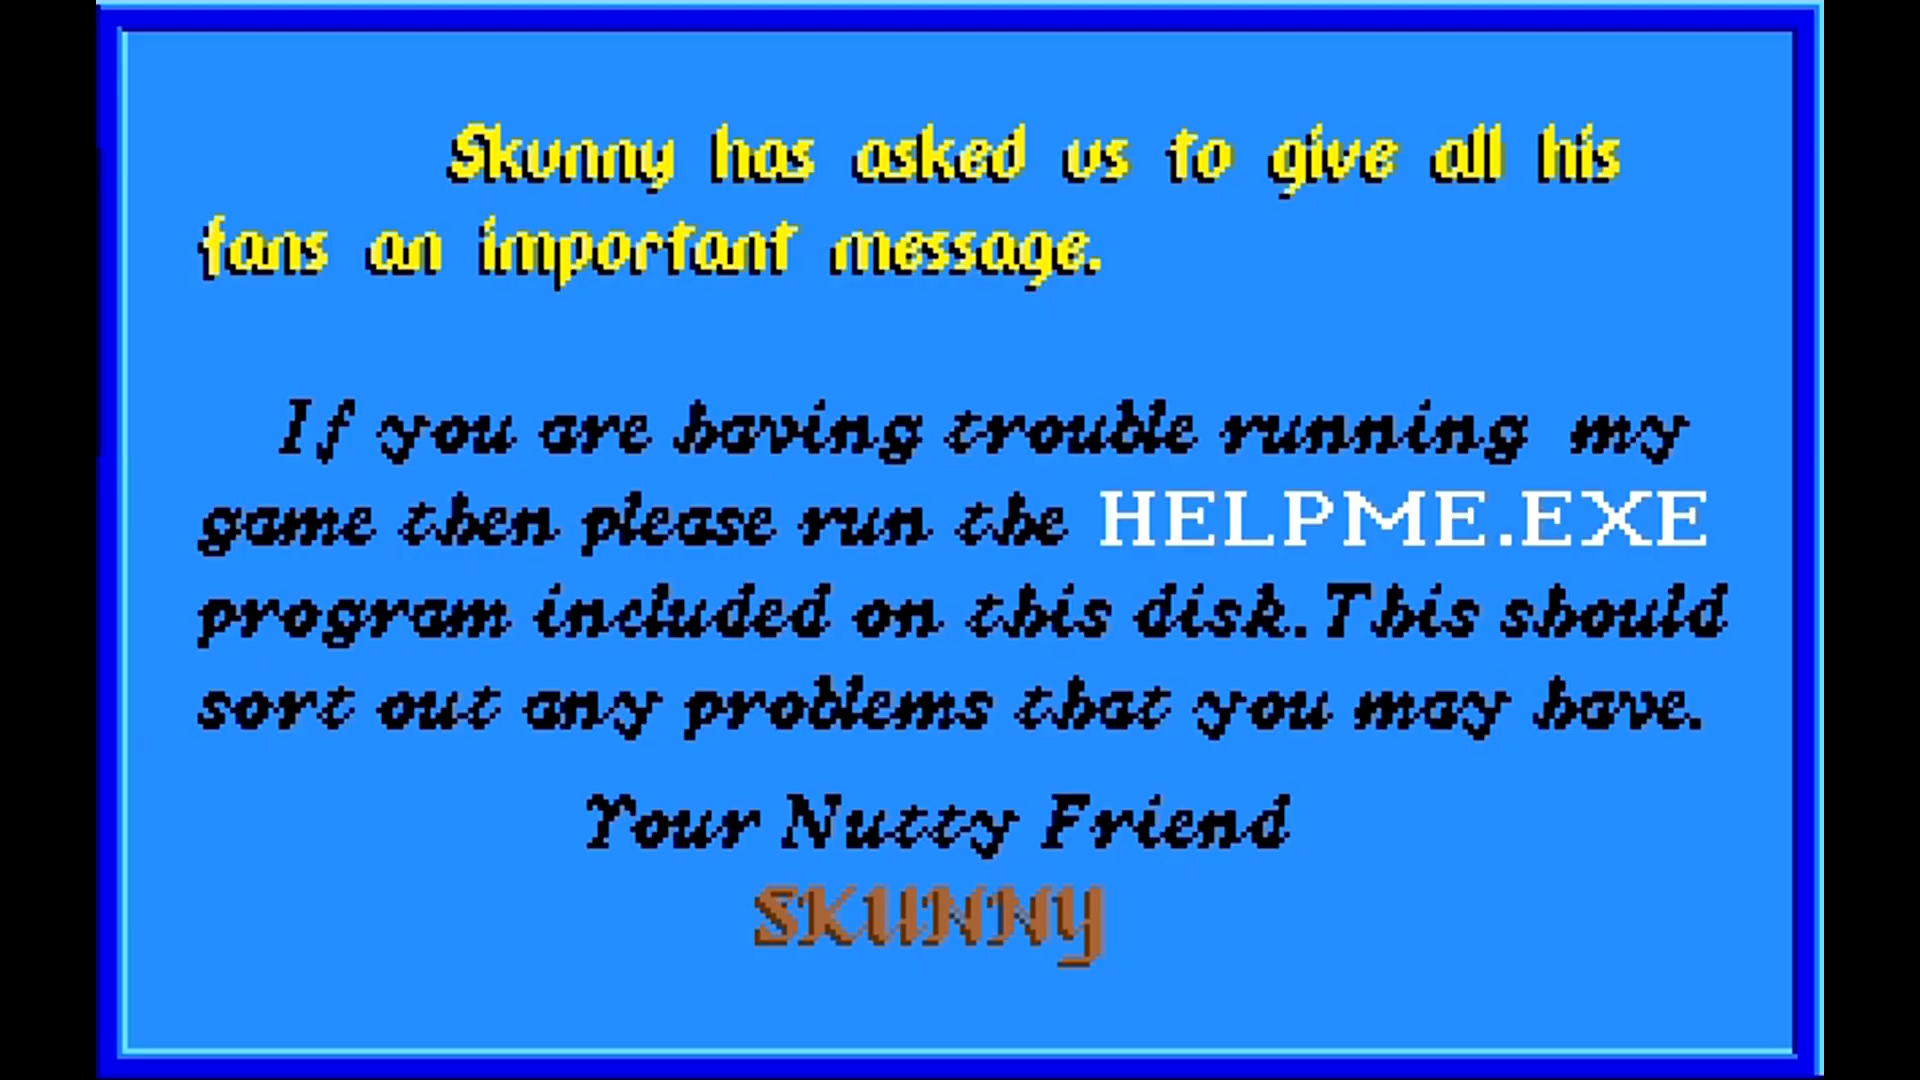 Skunny has asked us to give all his
fans an important message.
If you are having trouble running my
game then please run the HELPME.EXE
program included on this disk.This should
sort out any problems that you may have.
Your Nutty Friend
SKUNNY